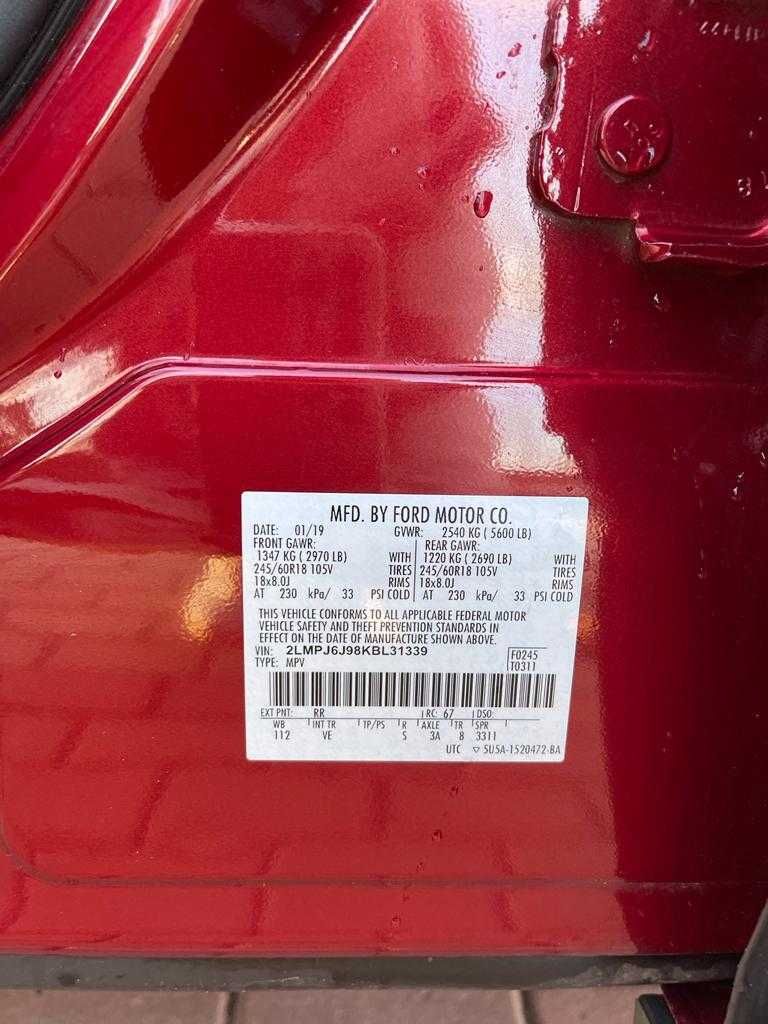 MFD. BY FORD MOTOR CO.
DATE: 01/19 GVWR: 2540 KG ( 5600 LB)
FRONT GAWR: REAR GAWR:
1347 KG ( 2970 LB) WITH 1220 KG ( 2690 LB) WITH
245/60R18 105V TIRES 245/60R18 105V TIRES
18x8.0J RIMS 18x8.0J RIMS
AT 230 kPa/ 33 PSI COLD AT 230 kPa/ 33 PSI COLD
THIS VEHICLE CONFORMS TO ALL APPLICABLE FEDERAL MOTOR
VEHICLE SAFETY AND THEFT PREVENTION STANDARDS IN
EFFECT ON THE DATE OF MANUFACTURE SHOWN ABOVE.
VIN: 2LMPJ6J98KBL31339 F0245
TYPE: MPV T0311
EXT PNT: RR RC: 67 DSO:
WB INT TR TP/PS R AXLE TR SPR
112 VE S 3A 8 3311
UTC ▽ 5U5A-1520472-BA